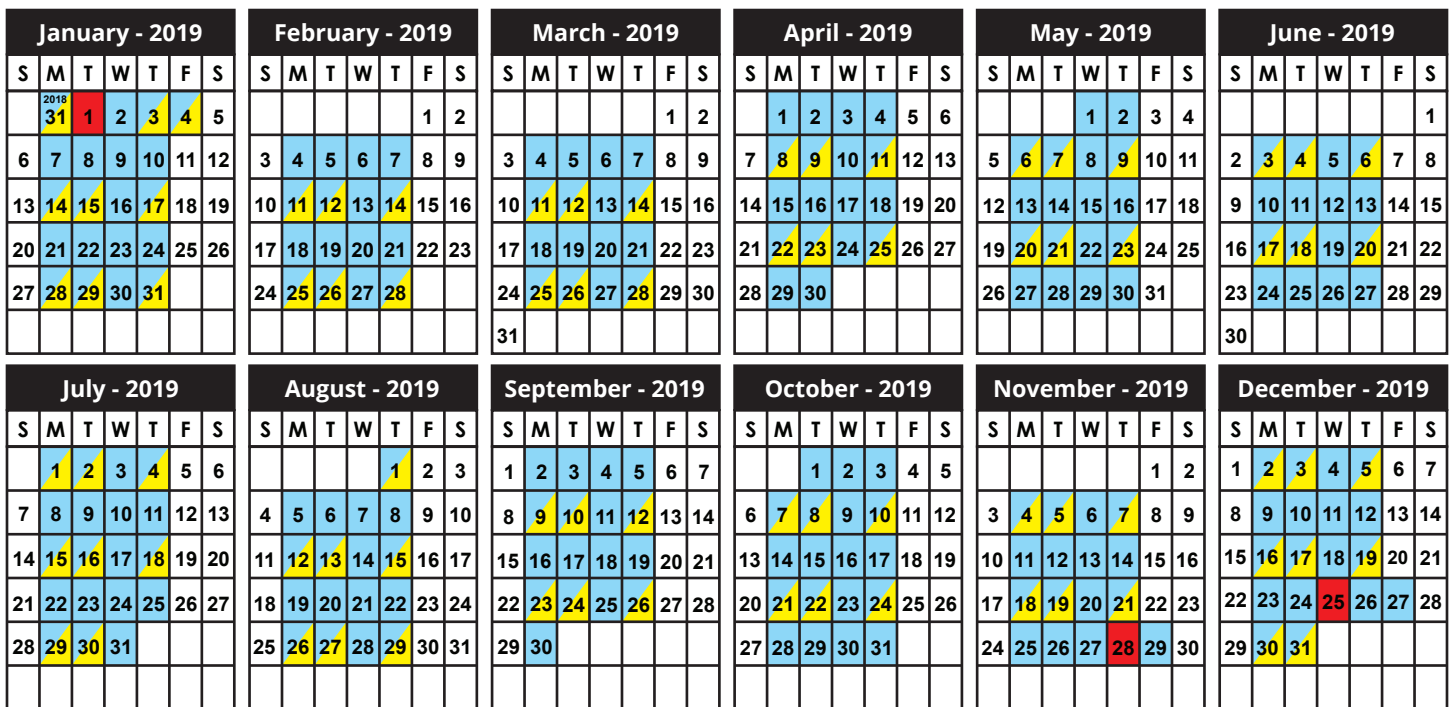 January - 2019
S M T W T F S
2018
31 1 2 3 4 5
6 7 8 9 10 11 12
13 14 15 16 17 18 19
20 21 22 23 24 25 26
27 28 29 30 31
February - 2019
S M T W T F S
1 2
3 4 5 6 7 8 9
10 11 12 13 14 15 16
17 18 19 20 21 22 23
24 25 26 27 28
March - 2019
S M T W T F S
1 2
3 4 5 6 7 8 9
10 11 12 13 14 15 16
17 18 19 20 21 22 23
24 25 26 27 28 29 30
31
April - 2019
S M T W T F S
1 2 3 4 5 6
7 8 9 10 11 12 13
14 15 16 17 18 19 20
21 22 23 24 25 26 27
28 29 30
May - 2019
S M T W T F S
1 2 3 4
5 6 7 8 9 10 11
12 13 14 15 16 17 18
19 20 21 22 23 24 25
26 27 28 29 30 31
June - 2019
S M T W T F S
1
2 3 4 5 6 7 8
9 10 11 12 13 14 15
16 17 18 19 20 21 22
23 24 25 26 27 28 29
30
July - 2019
S M T W T F S
1 2 3 4 5 6
7 8 9 10 11 12 13
14 15 16 17 18 19 20
21 22 23 24 25 26 27
28 29 30 31
August - 2019
S M T W T F S
1 2 3
4 5 6 7 8 9 10
11 12 13 14 15 16 17
18 19 20 21 22 23 24
25 26 27 28 29 30 31
September - 2019
S M T W T F S
1 2 3 4 5 6 7
8 9 10 11 12 13 14
15 16 17 18 19 20 21
22 23 24 25 26 27 28
29 30
October - 2019
S M T W T F S
1 2 3 4 5
6 7 8 9 10 11 12
13 14 15 16 17 18 19
20 21 22 23 24 25 26
27 28 29 30 31
November - 2019
S M T W T F S
1 2
3 4 5 6 7 8 9
10 11 12 13 14 15 16
17 18 19 20 21 22 23
24 25 26 27 28 29 30
December - 2019
S M T W T F S
1 2 3 4 5 6 7
8 9 10 11 12 13 14
15 16 17 18 19 20 21
22 23 24 25 26 27 28
29 30 31